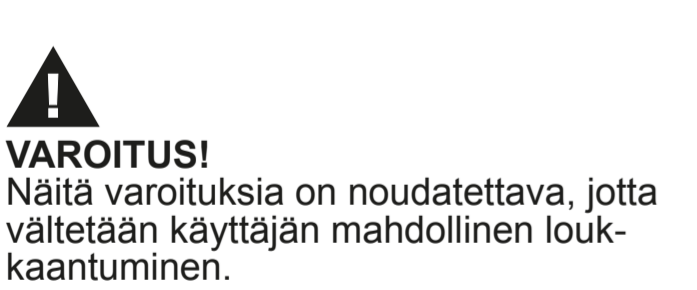 VAROITUS!
Näitä varoituksia on noudatettava, jotta
vältetään käyttäjän mahdollinen louk-
kaantuminen.